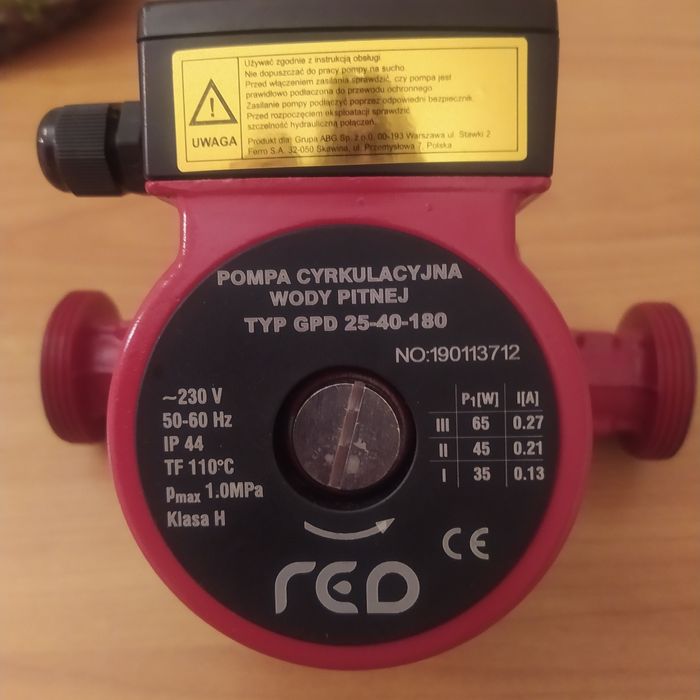 Używać zgodnie z instrukcją obsługi.
Nie dopuszczać do pracy pompy na sucho.
Przed włączeniem zasilania sprawdzić, czy pompa jest
prawidłowo podłączona do przewodu ochronnego.
Zasilanie pompy podłączyć poprzez odpowiedni bezpiecznik.
Przed rozpoczęciem eksploatacji sprawdzić
szczelność hydrauliczną połączeń.
UWAGA
Produkt dla: Grupa ABG Sp. z o.o. 00-193 Warszawa ul. Stawki 2
Ferro S.A. 32-050 Skawina, ul. Przemysłowa 7, Polska
POMPA CYRKULACYJNA
WODY PITNEJ
TYP GPD 25-40-180
NO:190113712
~230 V
50-60 Hz
IP 44
TF 110°C
pmax 1.0MPa
Klasa H
P1[W] I[A]
III 65 0.27
II 45 0.21
I 35 0.13
CE
RED